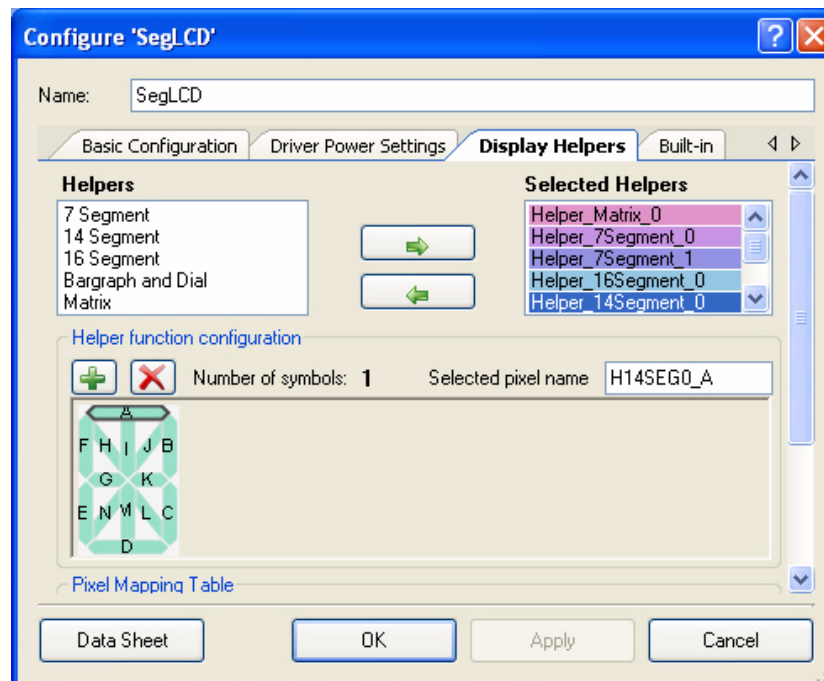 Configure 'SegLCD'
Name: SegLCD
Basic Configuration Driver Power Settings Display Helpers Built-in
Helpers Selected Helpers
7 Segment
14 Segment
16 Segment
Bargraph and Dial
Matrix
Helper_Matrix_0
Helper_7Segment_0
Helper_7Segment_1
Helper_16Segment_0
Helper_14Segment_0
Helper function configuration
Number of symbols: 1 Selected pixel name H14SEG0_A
A
F H I J B
G K
E N M L C
D
Pixel Mapping Table
Data Sheet OK Apply Cancel